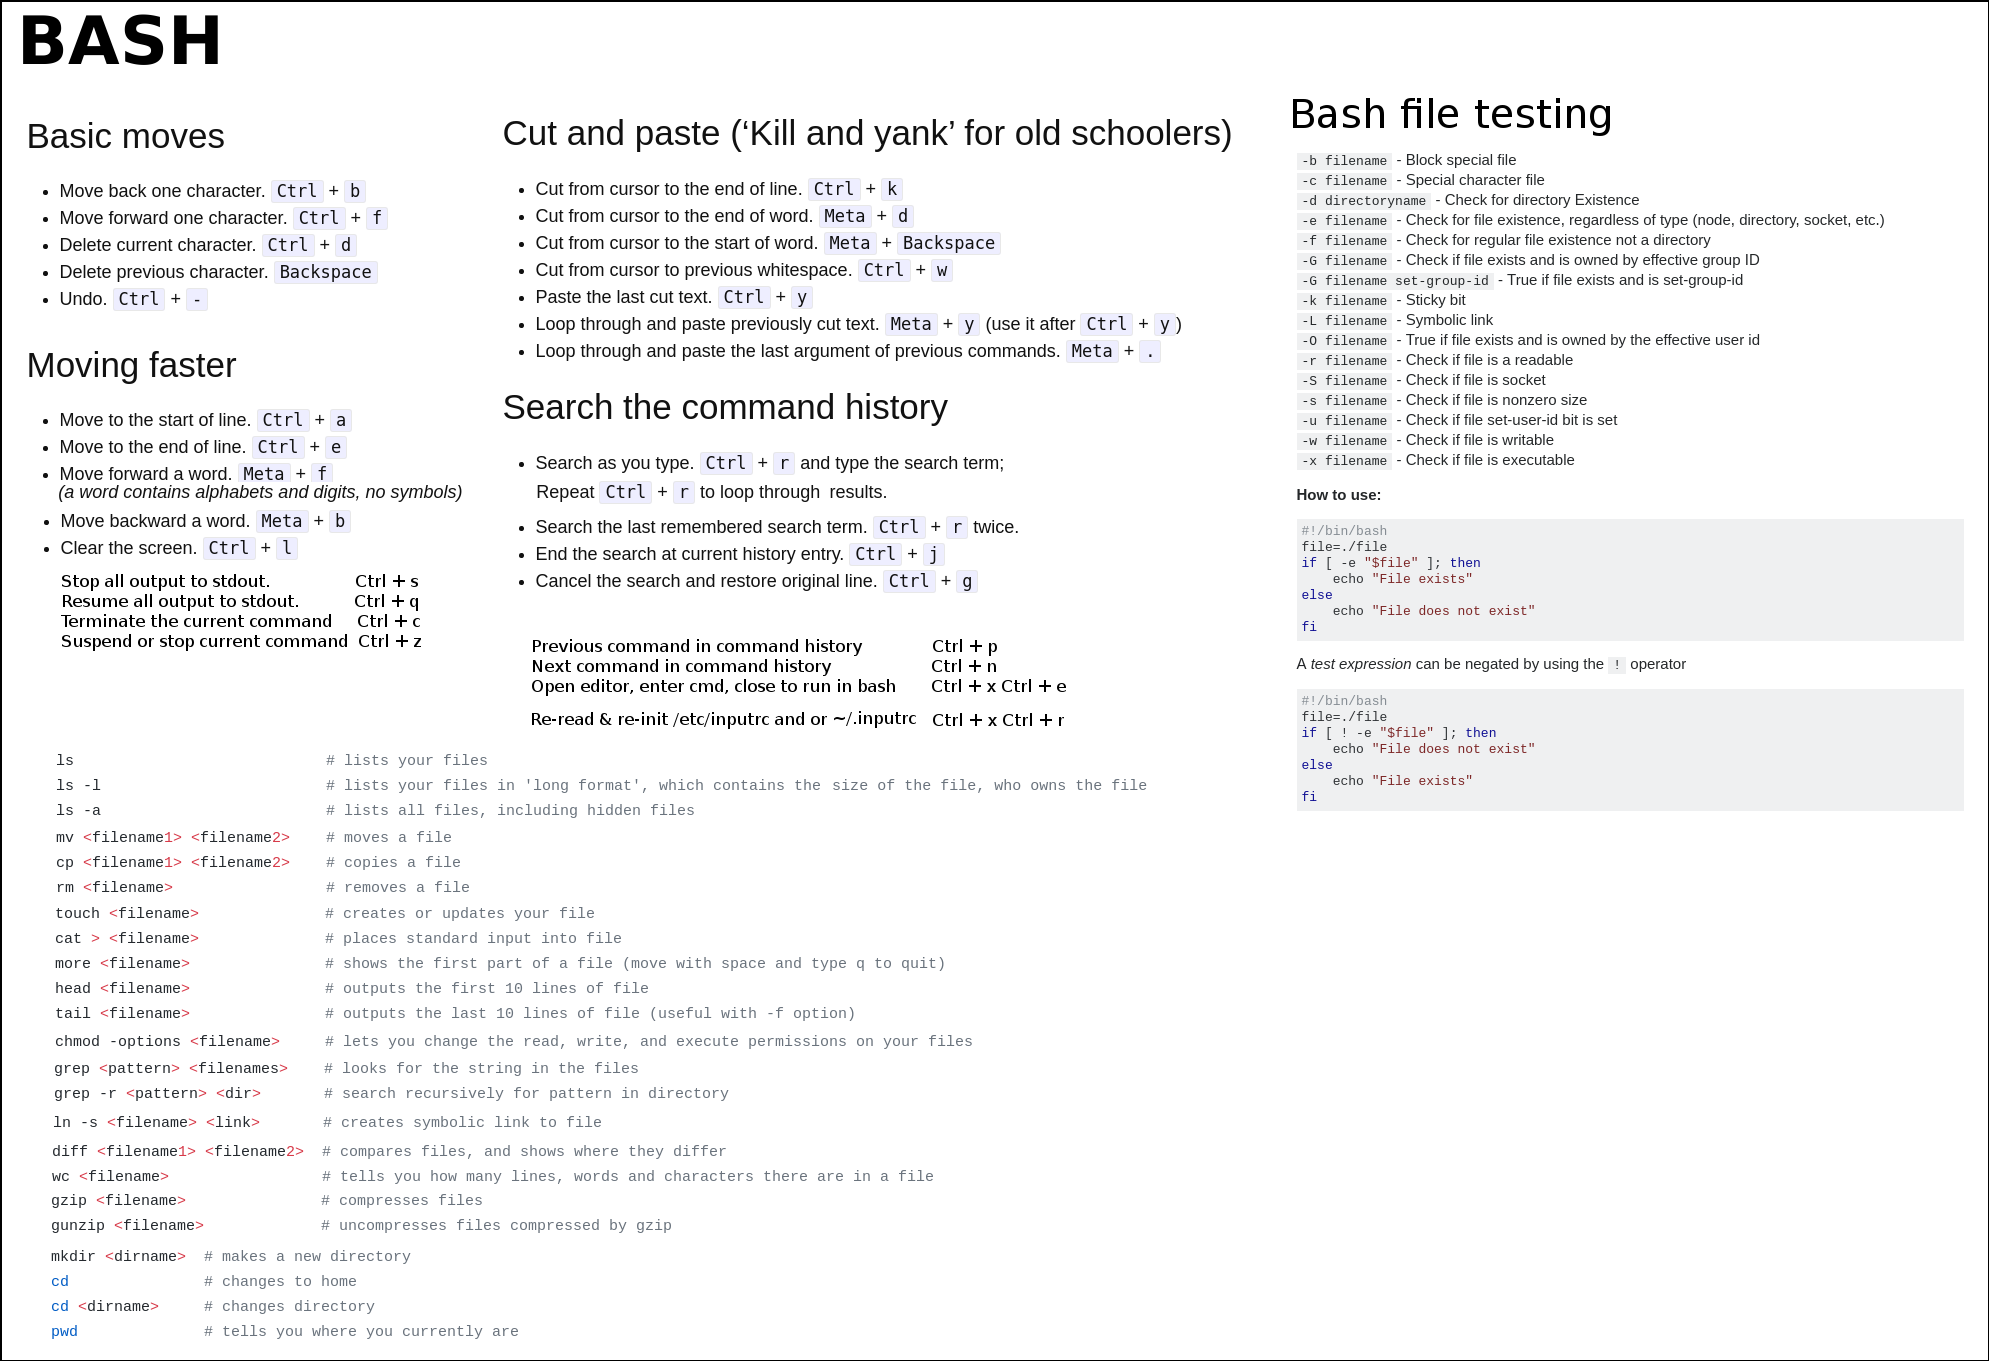 BASH
Basic moves
Move back one character. Ctrl + b
Move forward one character. Ctrl + f
Delete current character. Ctrl + d
Delete previous character. Backspace
Undo. Ctrl + -
Moving faster
Move to the start of line. Ctrl + a
Move to the end of line. Ctrl + e
Move forward a word. Meta + f
(a word contains alphabets and digits, no symbols)
Move backward a word. Meta + b
Clear the screen. Ctrl + l
Stop all output to stdout. Ctrl + s
Resume all output to stdout. Ctrl + q
Terminate the current command Ctrl + c
Suspend or stop current command Ctrl + z
Cut and paste (‘Kill and yank’ for old schoolers)
Cut from cursor to the end of line. Ctrl + k
Cut from cursor to the end of word. Meta + d
Cut from cursor to the start of word. Meta + Backspace
Cut from cursor to previous whitespace. Ctrl + w
Paste the last cut text. Ctrl + y
Loop through and paste previously cut text. Meta + y (use it after Ctrl + y )
Loop through and paste the last argument of previous commands. Meta + .
Search the command history
Search as you type. Ctrl + r and type the search term;
Repeat Ctrl + r to loop through results.
Search the last remembered search term. Ctrl + r twice.
End the search at current history entry. Ctrl + j
Cancel the search and restore original line. Ctrl + g
Previous command in command history Ctrl + p
Next command in command history Ctrl + n
Open editor, enter cmd, close to run in bash Ctrl + x Ctrl + e
Re-read & re-init /etc/inputrc and or ~/.inputrc Ctrl + x Ctrl + r
ls # lists your files
ls -l # lists your files in 'long format', which contains the size of the file, who owns the file
ls -a # lists all files, including hidden files
mv <filename1> <filename2> # moves a file
cp <filename1> <filename2> # copies a file
rm <filename> # removes a file
touch <filename> # creates or updates your file
cat > <filename> # places standard input into file
more <filename> # shows the first part of a file (move with space and type q to quit)
head <filename> # outputs the first 10 lines of file
tail <filename> # outputs the last 10 lines of file (useful with -f option)
chmod -options <filename> # lets you change the read, write, and execute permissions on your files
grep <pattern> <filenames> # looks for the string in the files
grep -r <pattern> <dir> # search recursively for pattern in directory
ln -s <filename> <link> # creates symbolic link to file
diff <filename1> <filename2> # compares files, and shows where they differ
wc <filename> # tells you how many lines, words and characters there are in a file
gzip <filename> # compresses files
gunzip <filename> # uncompresses files compressed by gzip
mkdir <dirname> # makes a new directory
cd # changes to home
cd <dirname> # changes directory
pwd # tells you where you currently are
Bash file testing
-b filename - Block special file
-c filename - Special character file
-d directoryname - Check for directory Existence
-e filename - Check for file existence, regardless of type (node, directory, socket, etc.)
-f filename - Check for regular file existence not a directory
-G filename - Check if file exists and is owned by effective group ID
-G filename set-group-id - True if file exists and is set-group-id
-k filename - Sticky bit
-L filename - Symbolic link
-O filename - True if file exists and is owned by the effective user id
-r filename - Check if file is a readable
-S filename - Check if file is socket
-s filename - Check if file is nonzero size
-u filename - Check if file set-user-id bit is set
-w filename - Check if file is writable
-x filename - Check if file is executable
How to use:
#!/bin/bash
file=./file
if [ -e "$file" ]; then
    echo "File exists"
else
    echo "File does not exist"
fi
A test expression can be negated by using the ! operator
#!/bin/bash
file=./file
if [ ! -e "$file" ]; then
    echo "File does not exist"
else
    echo "File exists"
fi